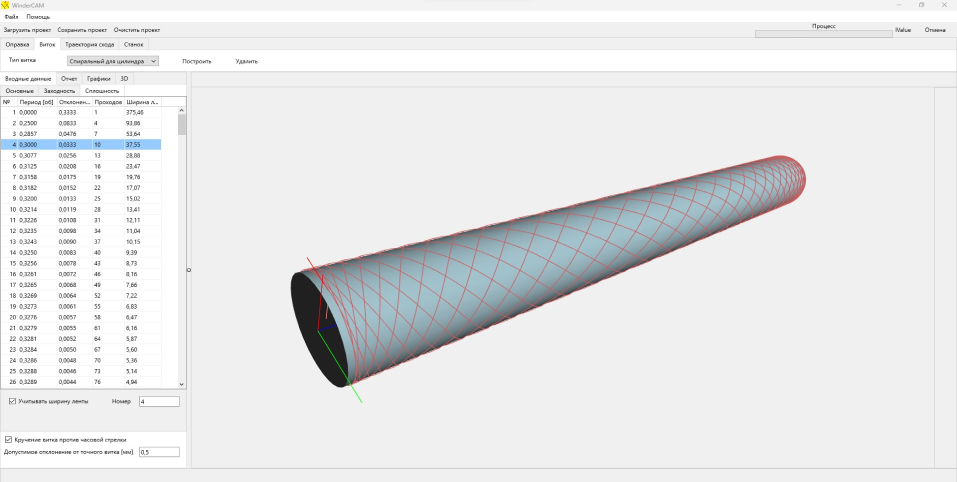 WinderCAM
Файл Помощь
Загрузить проект Сохранить проект Очистить проект Процесс Value Отмена
Оправка Виток Траектория схода Станок
Тип витка Спиральный для цилиндра Построить Удалить
Входные данные Отчет Графики 3D
Основные Заходность Сплошность
№ Период [об] Отклонен... Проходов Ширина л...
1 0,0000 0,3333 1 375,46
2 0,2500 0,0833 4 93,86
3 0,2857 0,0476 7 53,64
4 0,3000 0,0333 10 37,55
5 0,3077 0,0256 13 28,88
6 0,3125 0,0208 16 23,47
7 0,3158 0,0175 19 19,76
8 0,3182 0,0152 22 17,07
9 0,3200 0,0133 25 15,02
10 0,3214 0,0119 28 13,41
11 0,3226 0,0108 31 12,11
12 0,3235 0,0098 34 11,04
13 0,3243 0,0090 37 10,15
14 0,3250 0,0083 40 9,39
15 0,3256 0,0078 43 8,73
16 0,3261 0,0072 46 8,16
17 0,3265 0,0068 49 7,66
18 0,3269 0,0064 52 7,22
19 0,3273 0,0061 55 6,83
20 0,3276 0,0057 58 6,47
21 0,3279 0,0055 61 6,16
22 0,3281 0,0052 64 5,87
23 0,3284 0,0050 67 5,60
24 0,3286 0,0048 70 5,36
25 0,3288 0,0046 73 5,14
26 0,3289 0,0044 76 4,94
Учитывать ширину ленты Номер 4
Кручение витка против часовой стрелки
Допустимое отклонение от точного витка [мм] 0,5